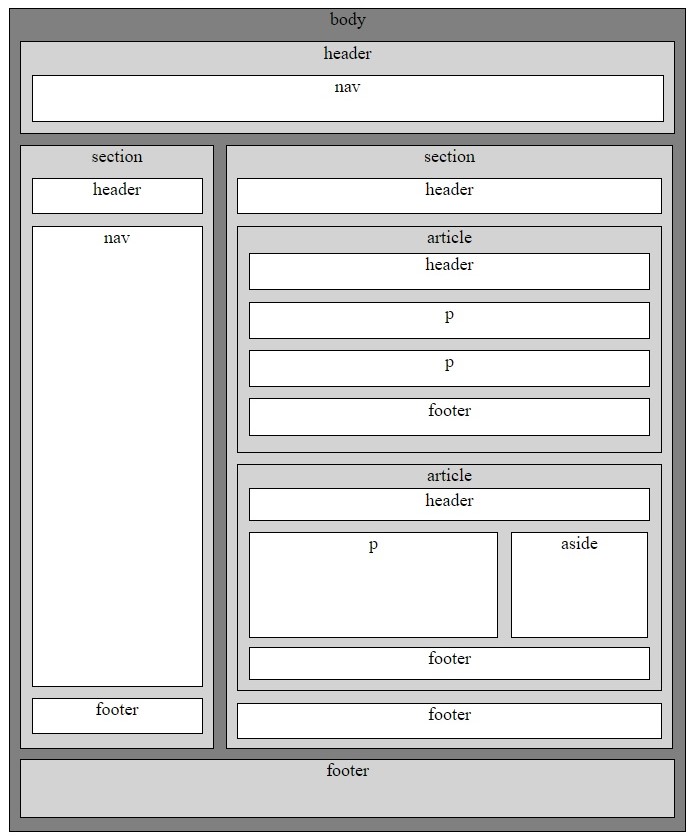 body
header
nav
section
header
nav
footer
section
header
article
header
p
p
footer
article
header
p
aside
footer
footer
footer